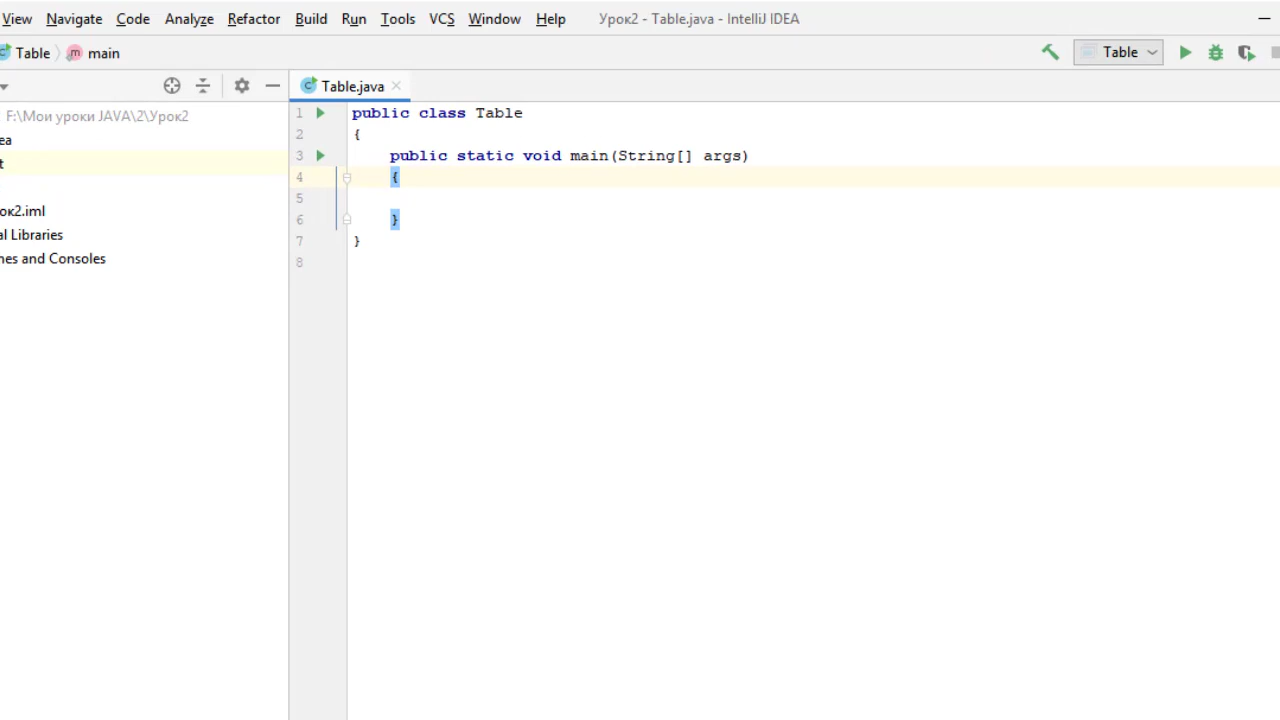 View Navigate Code Analyze Refactor Build Run Tools VCS Window Help Урок2 - Table.java - IntelliJ IDEA
Table m main Table
C Table.java
F:\Мои уроки JAVA\2\Урок2
ea
t
ок2.iml
al Libraries
nes and Consoles
1 public class Table
2 {
3 public static void main(String[] args)
4 {
5
6 }
7 }
8